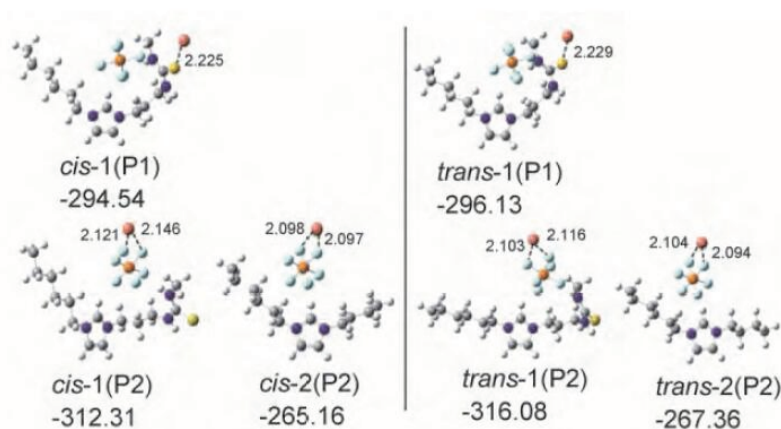 2.225
cis-1(P1)
-294.54
2.229
trans-1(P1)
-296.13
2.121
2.146
cis-1(P2)
-312.31
2.098
2.097
cis-2(P2)
-265.16
2.103
2.116
trans-1(P2)
-316.08
2.104
2.094
trans-2(P2)
-267.36